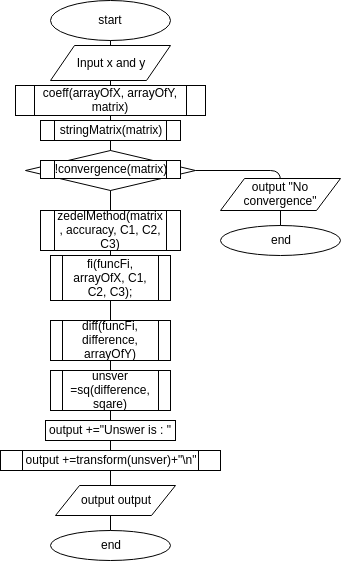 start
Input x and y
coeff(arrayOfX, arrayOfY,
matrix)
stringMatrix(matrix)
!convergence(matrix)
output "No
convergence"
end
zedelMethod(matrix
, accuracy, C1, C2,
C3)
fi(funcFi,
arrayOfX, C1,
C2, C3);
diff(funcFi,
difference,
arrayOfY)
unsver
=sq(difference,
sqare)
output +="Unswer is : "
output +=transform(unsver)+"\n"
output output
end